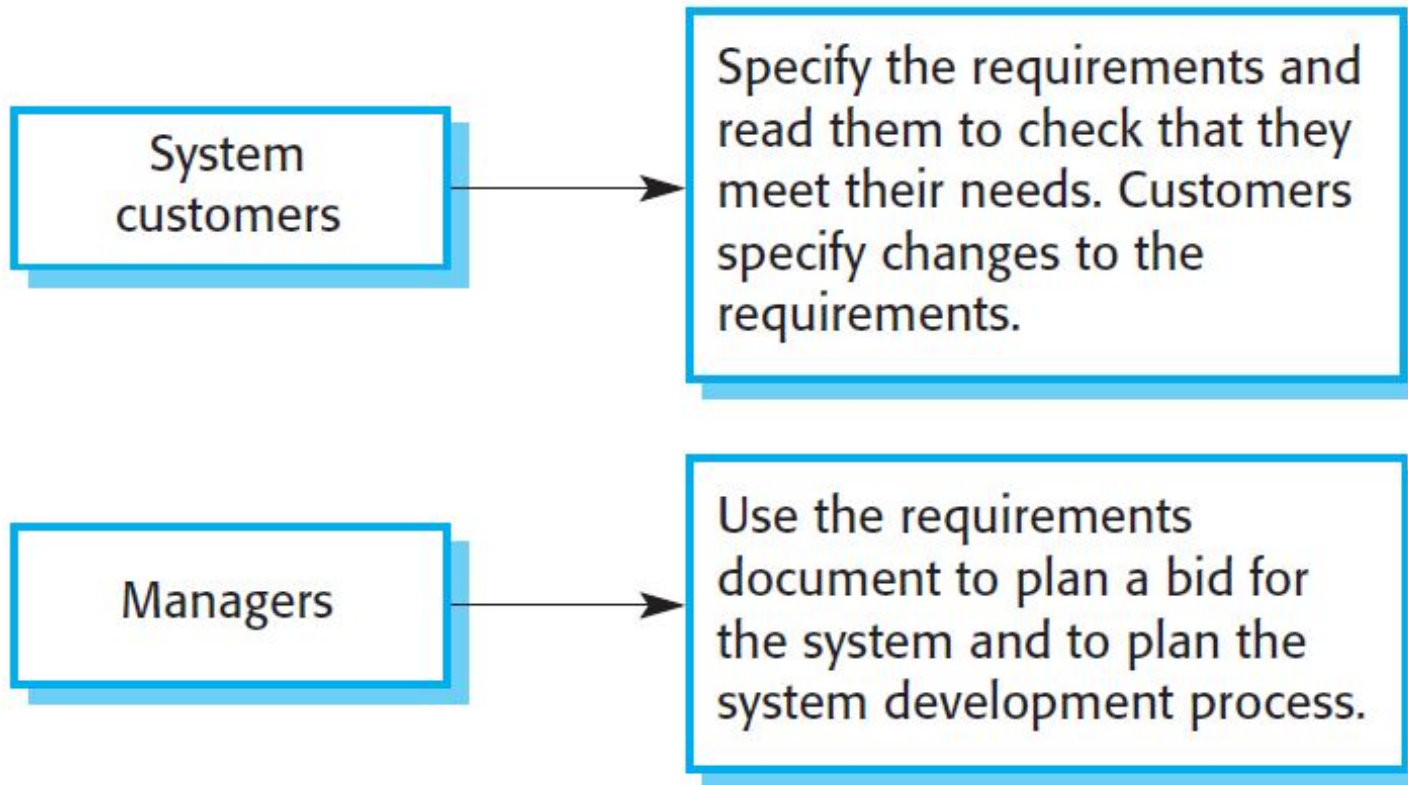 System
customers
Specify the requirements and
read them to check that they
meet their needs. Customers
specify changes to the
requirements.
Managers
Use the requirements
document to plan a bid for
the system and to plan the
system development process.